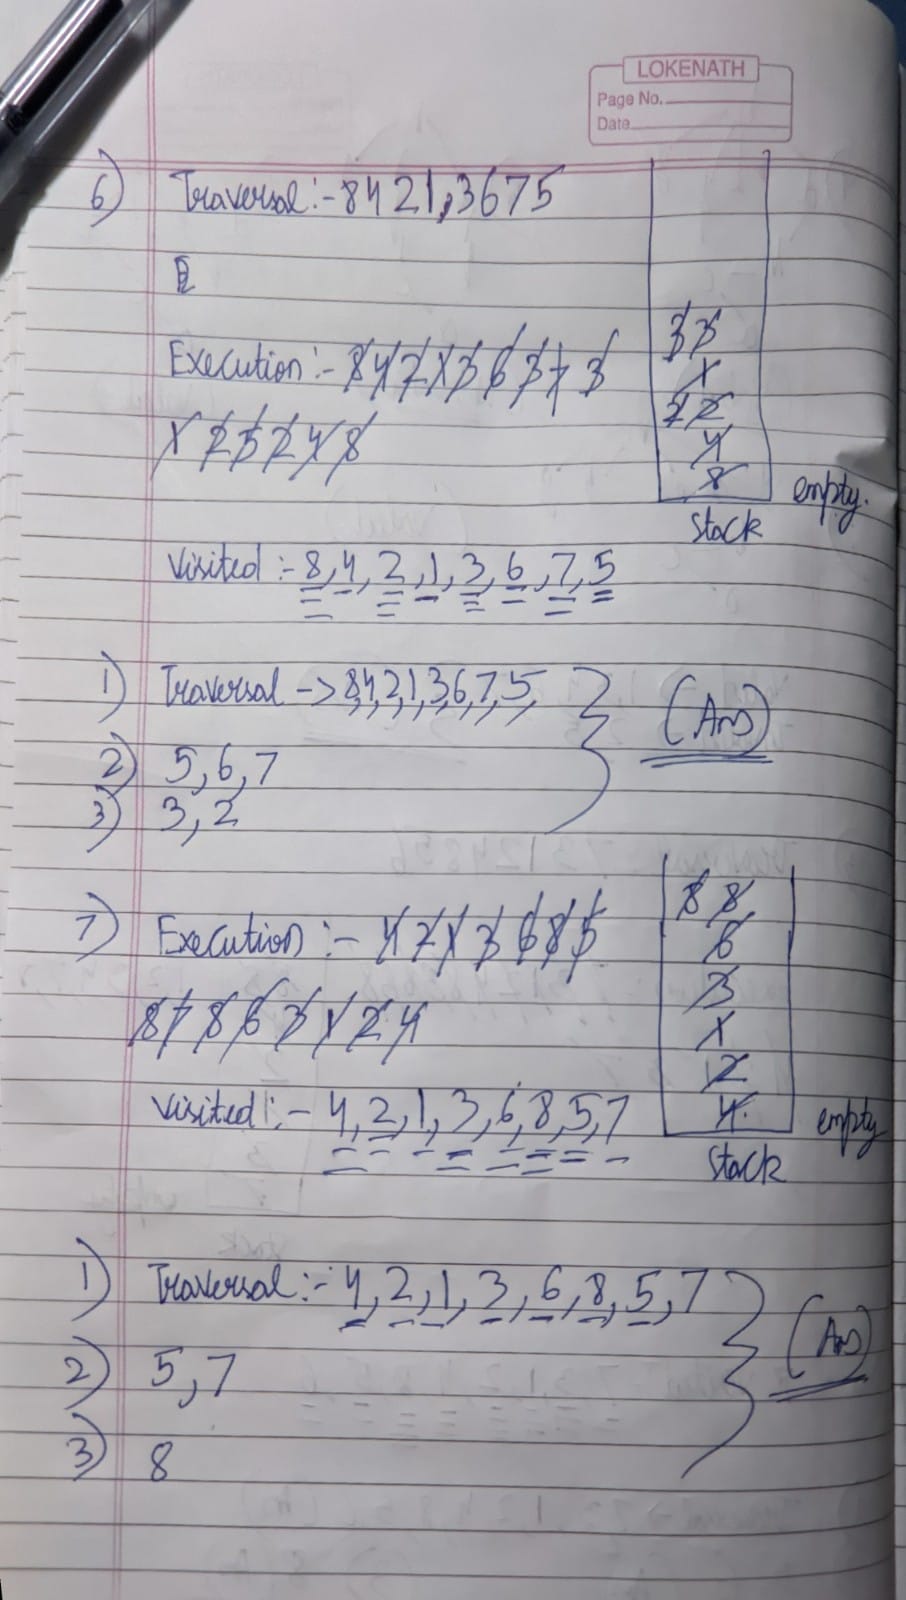 LOKENATH
Page No.
Date
6) Traversal :- 8421,3675
Execution :- 8 4 2 1 3 6 3 7 3
1 2 5 2 4 8
3 3
1
2 2
4
8
empty.
Stack
Visited :- 8, 4, 2, 1, 3, 6, 7, 5
1) Traversal -> 8,4,2,1,3,6,7,5,
(Ans)
2) 5, 6, 7
3) 3, 2
7) Execution :- 4 2 1 3 6 8 5
8 7 8 6 3 1 2 4
8 8
6
3
1
2
4
empty
Stack
Visited :- 4, 2, 1, 3, 6, 8, 5, 7
1) Traversal :- 4, 2, 1, 3, 6, 8, 5, 7
(Ans)
2) 5, 7
3) 8